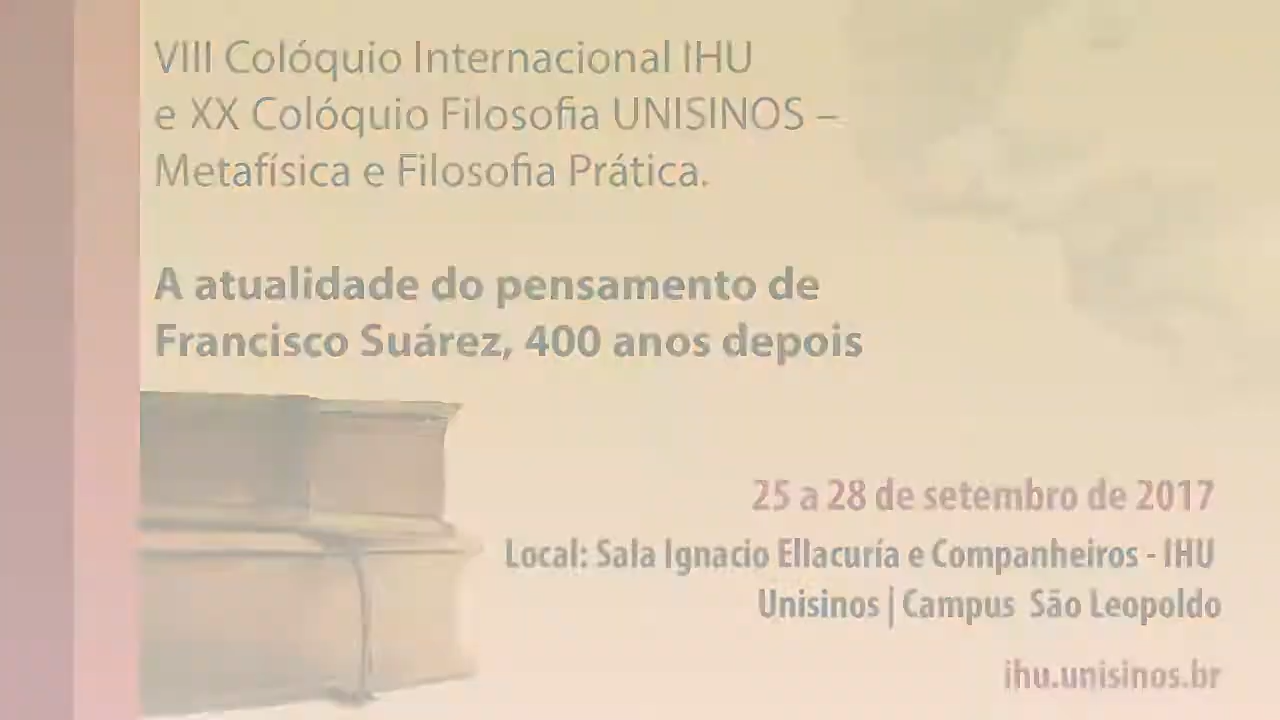 VIII Colóquio Internacional IHU
e XX Colóquio Filosofia UNISINOS –
Metafísica e Filosofia Prática.
A atualidade do pensamento de
Francisco Suárez, 400 anos depois
25 a 28 de setembro de 2017
Local: Sala Ignacio Ellacuría e Companheiros - IHU
Unisinos | Campus São Leopoldo
ihu.unisinos.br